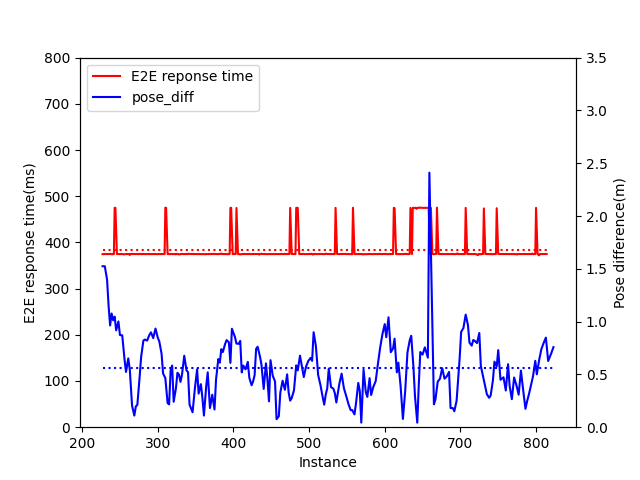 E2E reponse time
pose_diff
800
700
600
500
400
300
200
100
0
E2E response time(ms)
3.5
3.0
2.5
2.0
1.5
1.0
0.5
0.0
Pose difference(m)
200 300 400 500 600 700 800
Instance